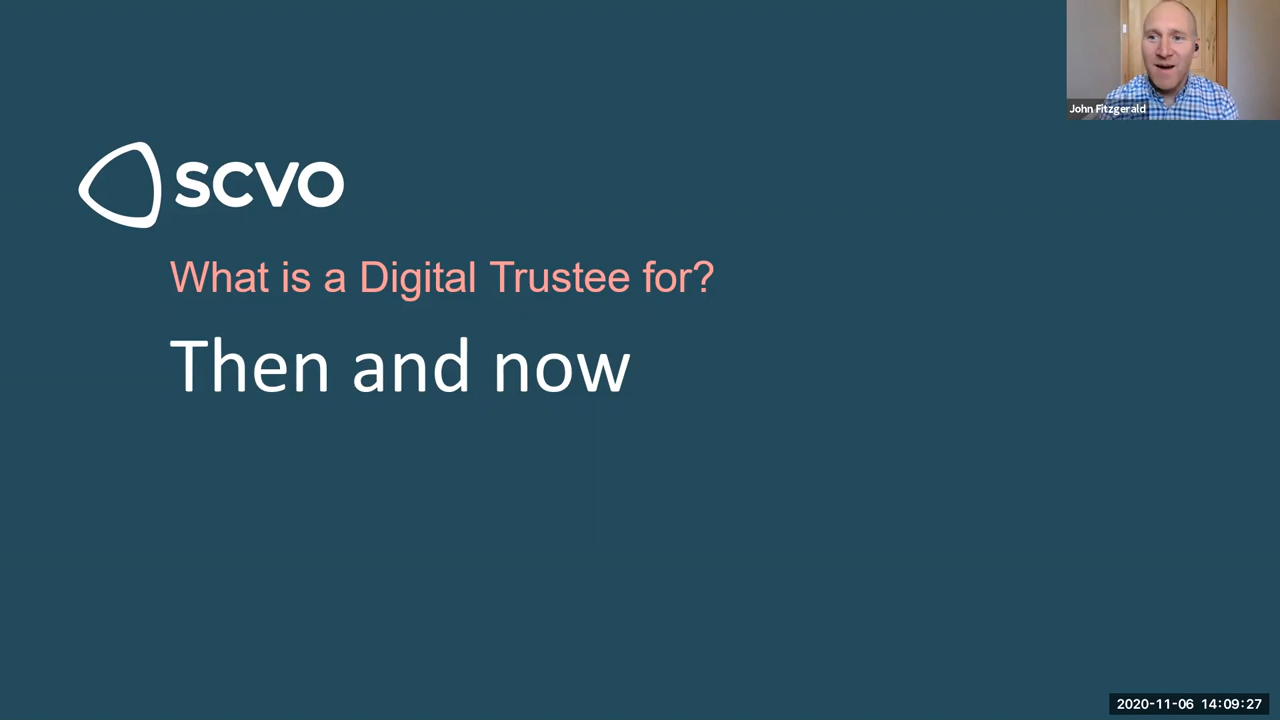 John Fitzgerald
SCVO
What is a Digital Trustee for?
Then and now
2020-11-06 14:09:27